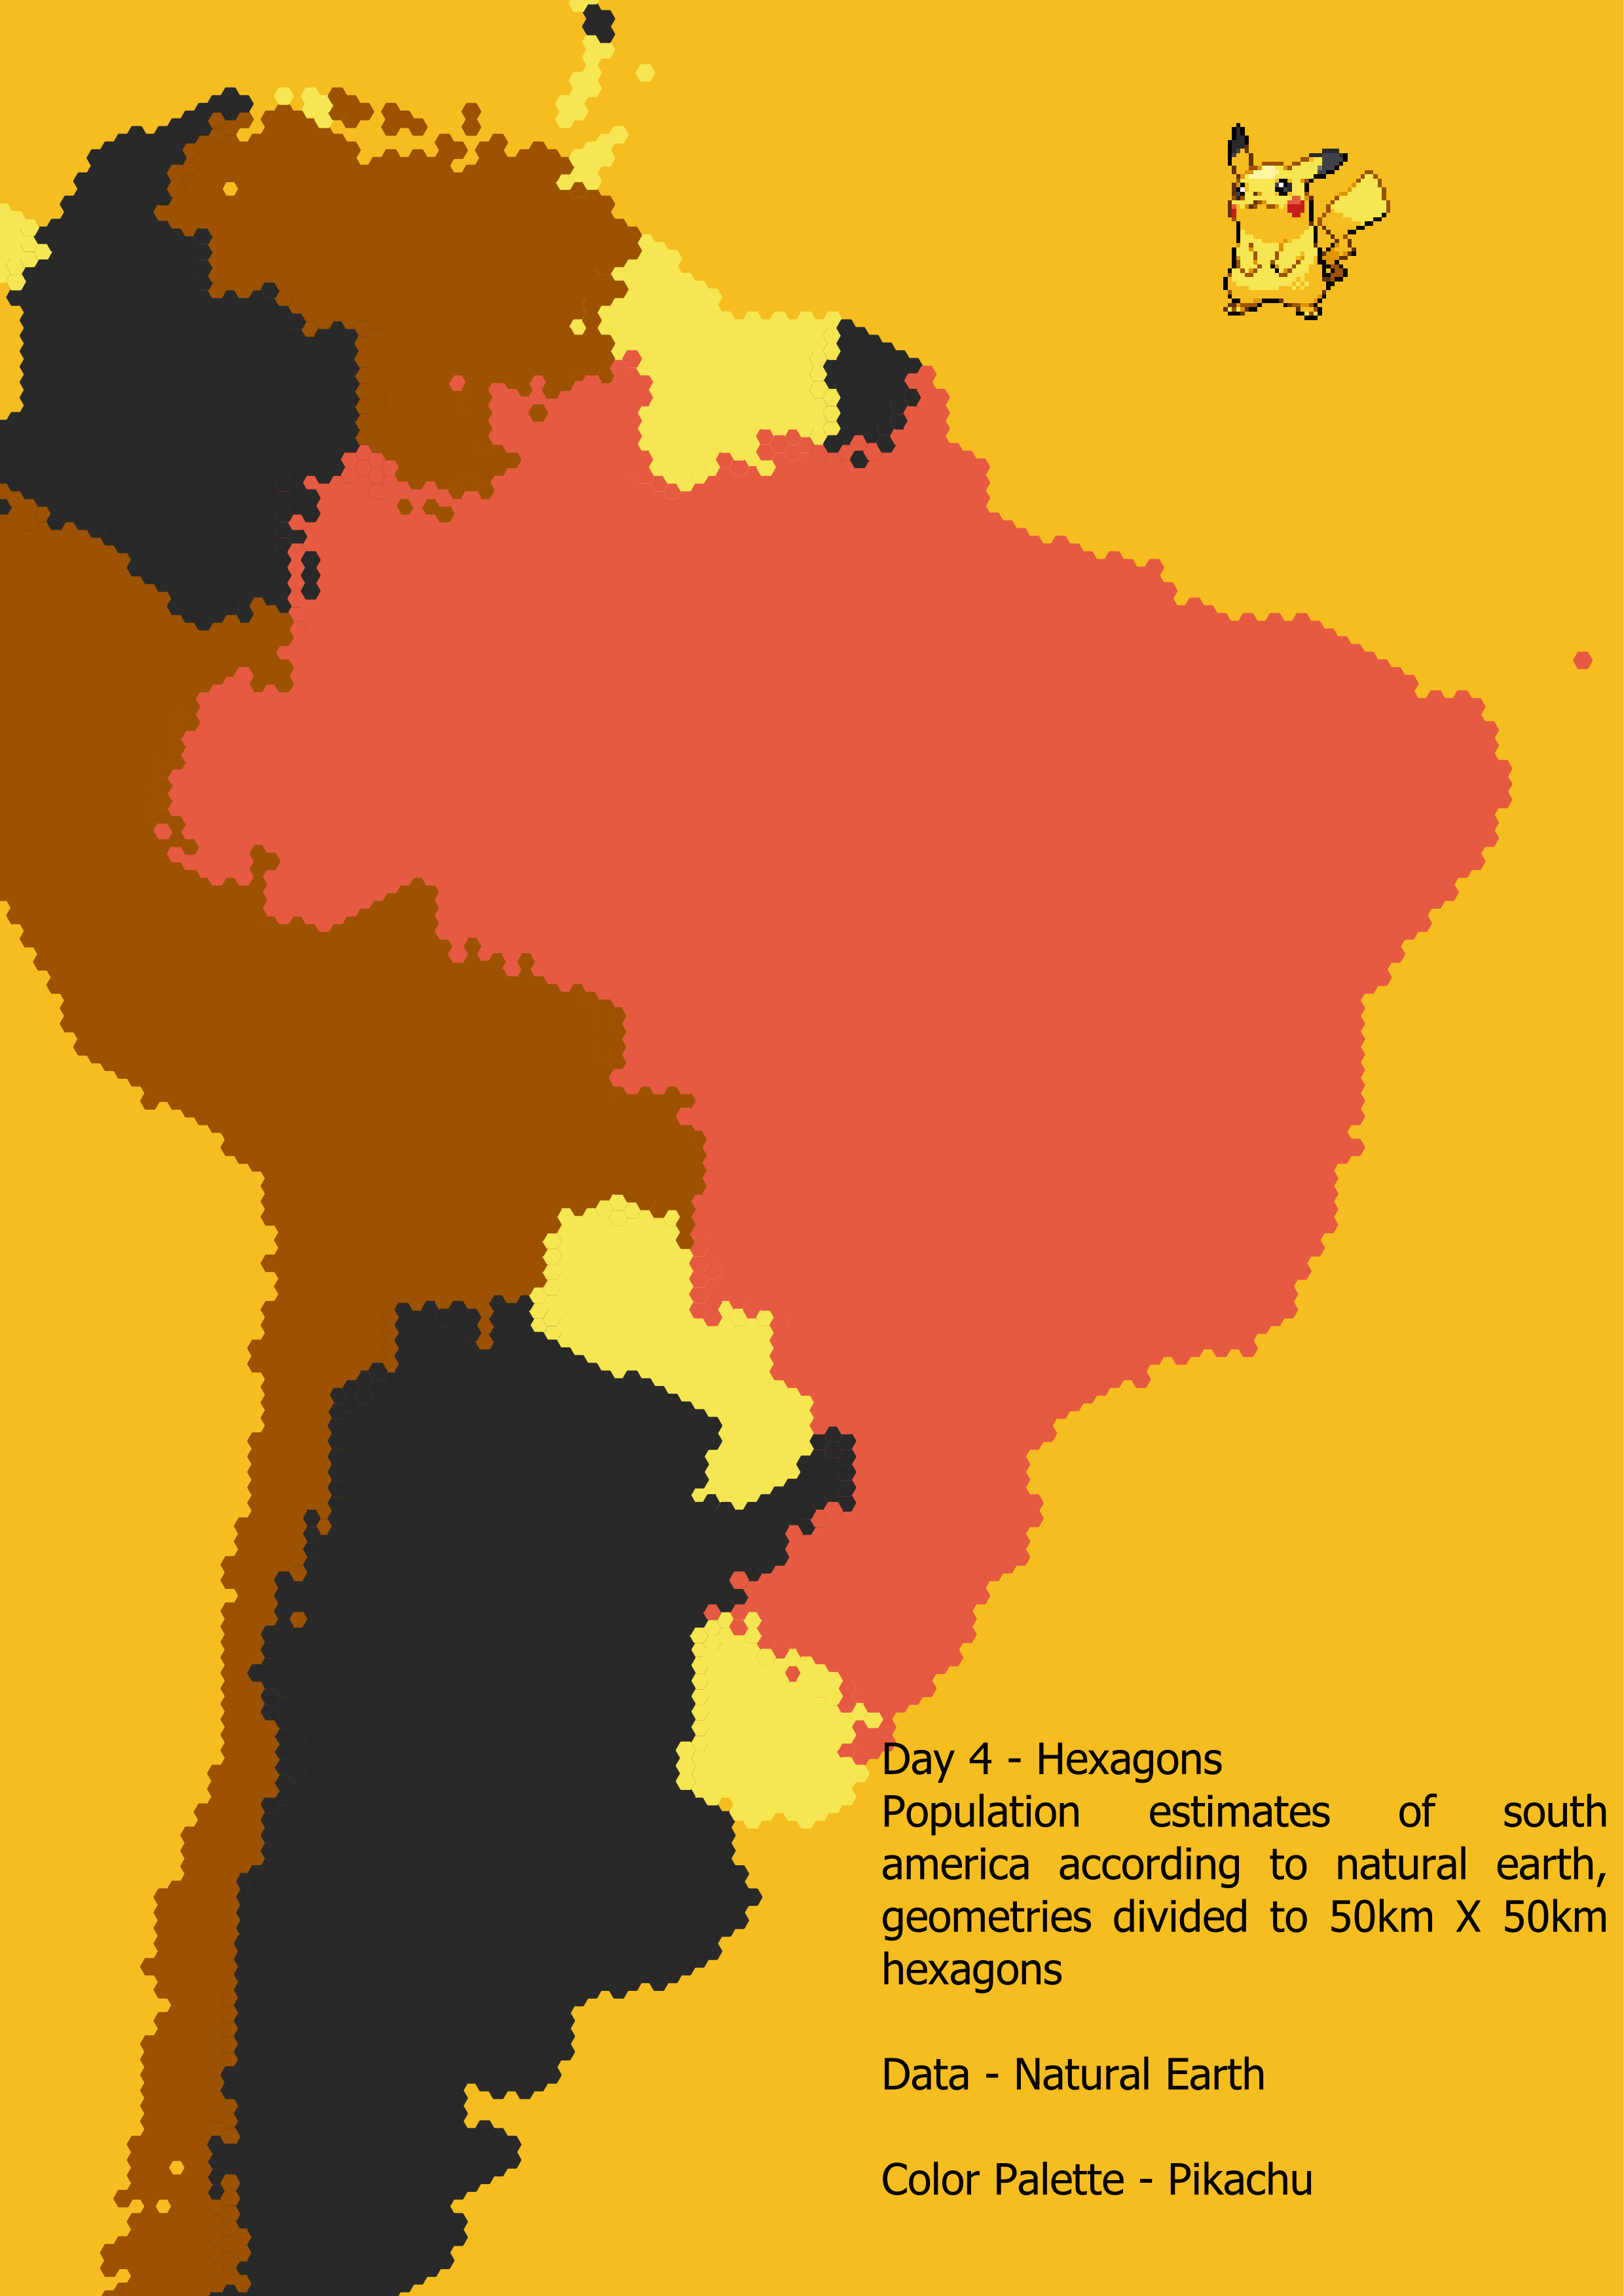 Day 4 - Hexagons
Population estimates of south
america according to natural earth,
geometries divided to 50km X 50km
hexagons
Data - Natural Earth
Color Palette - Pikachu